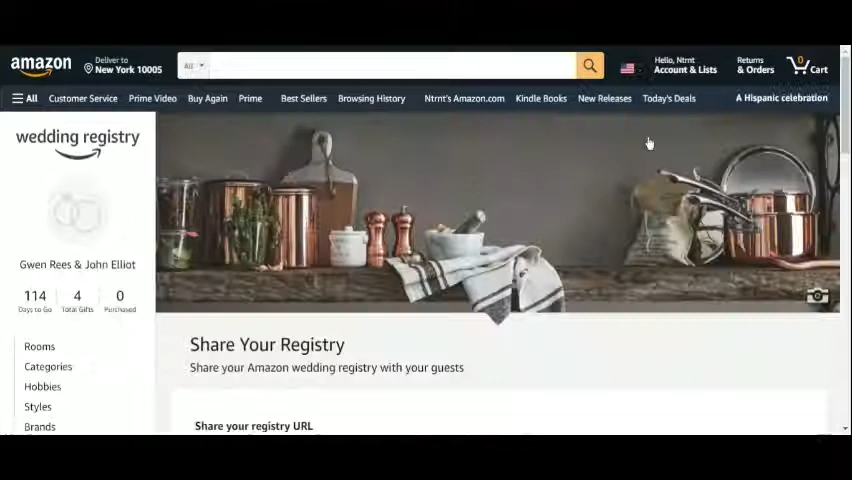 amazon
Deliver to
New York 10005
All
Hello, Ntrnt
Account & Lists
Returns
& Orders
0
Cart
All
Customer Service
Prime Video
Buy Again
Prime
Best Sellers
Browsing History
Ntrnt's Amazon.com
Kindle Books
New Releases
Today's Deals
A Hispanic celebration
wedding registry
Gwen Rees & John Elliot
114
Days to Go
4
Total Gifts
0
Purchased
Rooms
Categories
Hobbies
Styles
Brands
Share Your Registry
Share your Amazon wedding registry with your guests
Share your registry URL